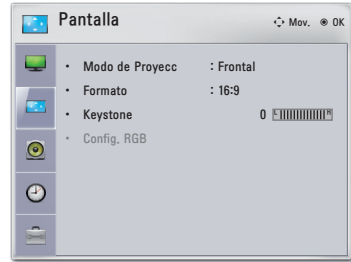 Pantalla
Mov. OK
• Modo de Proyecc : Frontal
• Formato : 16:9
• Keystone 0 L R
• Config. RGB